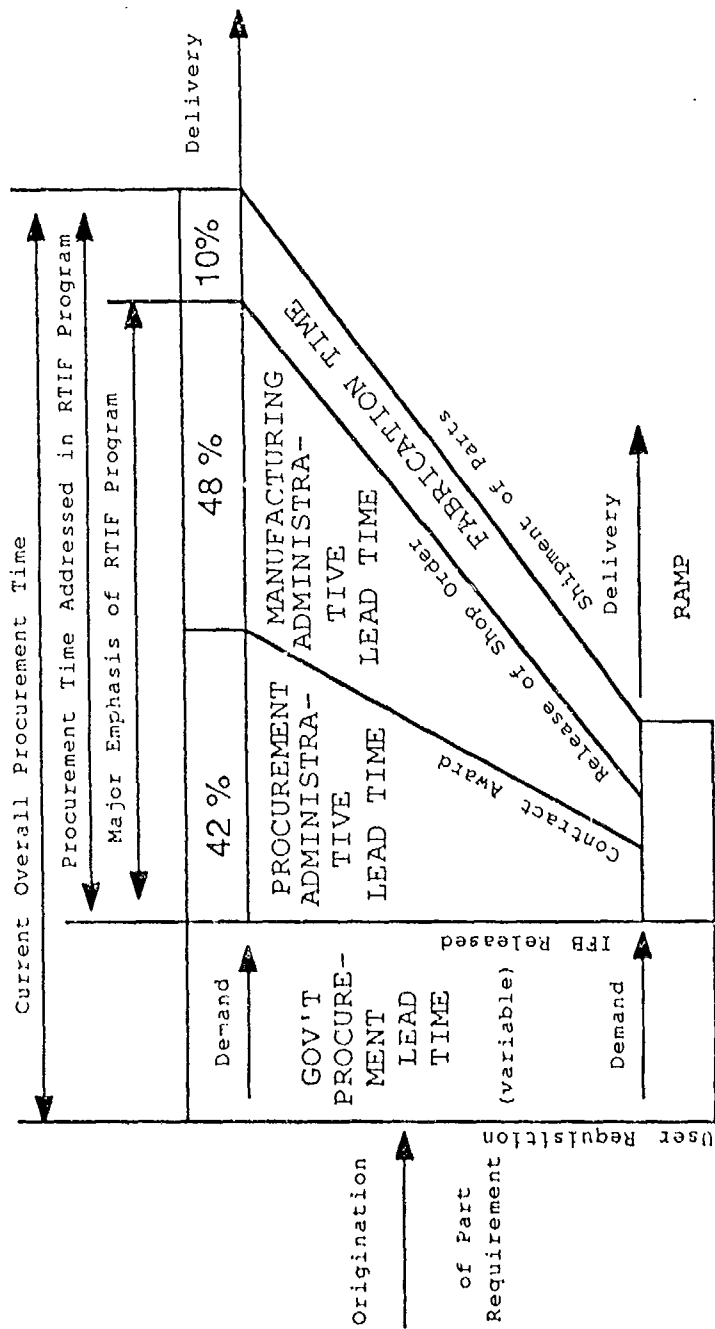 Current Overall Procurement Time
Procurement Time Addressed in RTIF Program
Major Emphasis of RTIF Program
42 %
48 %
10%
Demand
Delivery
GOV'T
PROCURE-
MENT
LEAD
TIME
(variable)
PROCUREMENT
ADMINISTRA-
TIVE
LEAD TIME
MANUFACTURING
ADMINISTRA-
TIVE
LEAD TIME
FABRICATION TIME
User Requisition
IFB Released
Contract Award
Release of Shop Order
Shipment of Parts
Origination
of Part
Requirement
Demand
Delivery
RAMP